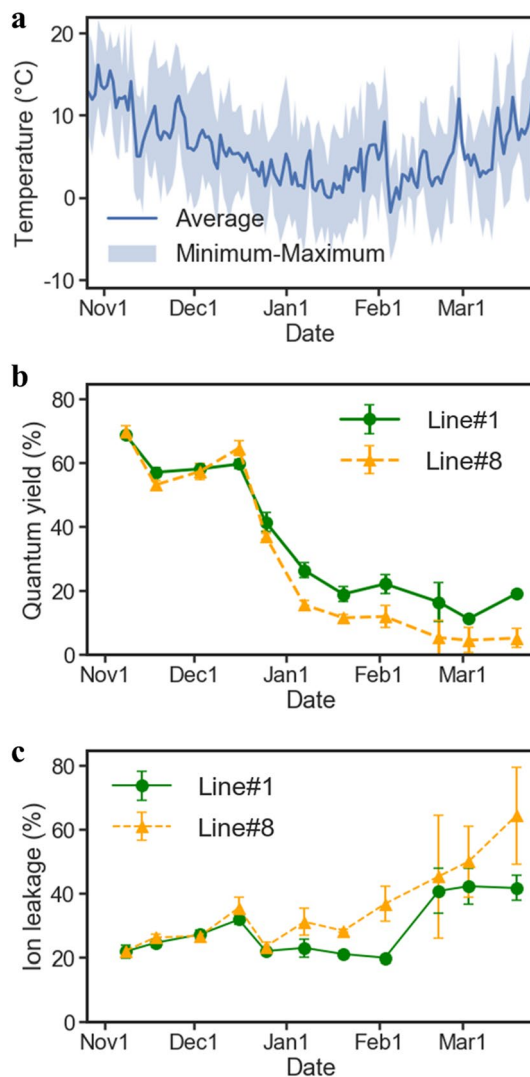 a
20
10
0
-10
Temperature (°C)
Average
Minimum-Maximum
Nov1 Dec1 Jan1 Feb1 Mar1
Date
b
80
60
40
20
0
Quantum yield (%)
Line#1
Line#8
Nov1 Dec1 Jan1 Feb1 Mar1
Date
c
80
60
40
20
0
Ion leakage (%)
Line#1
Line#8
Nov1 Dec1 Jan1 Feb1 Mar1
Date